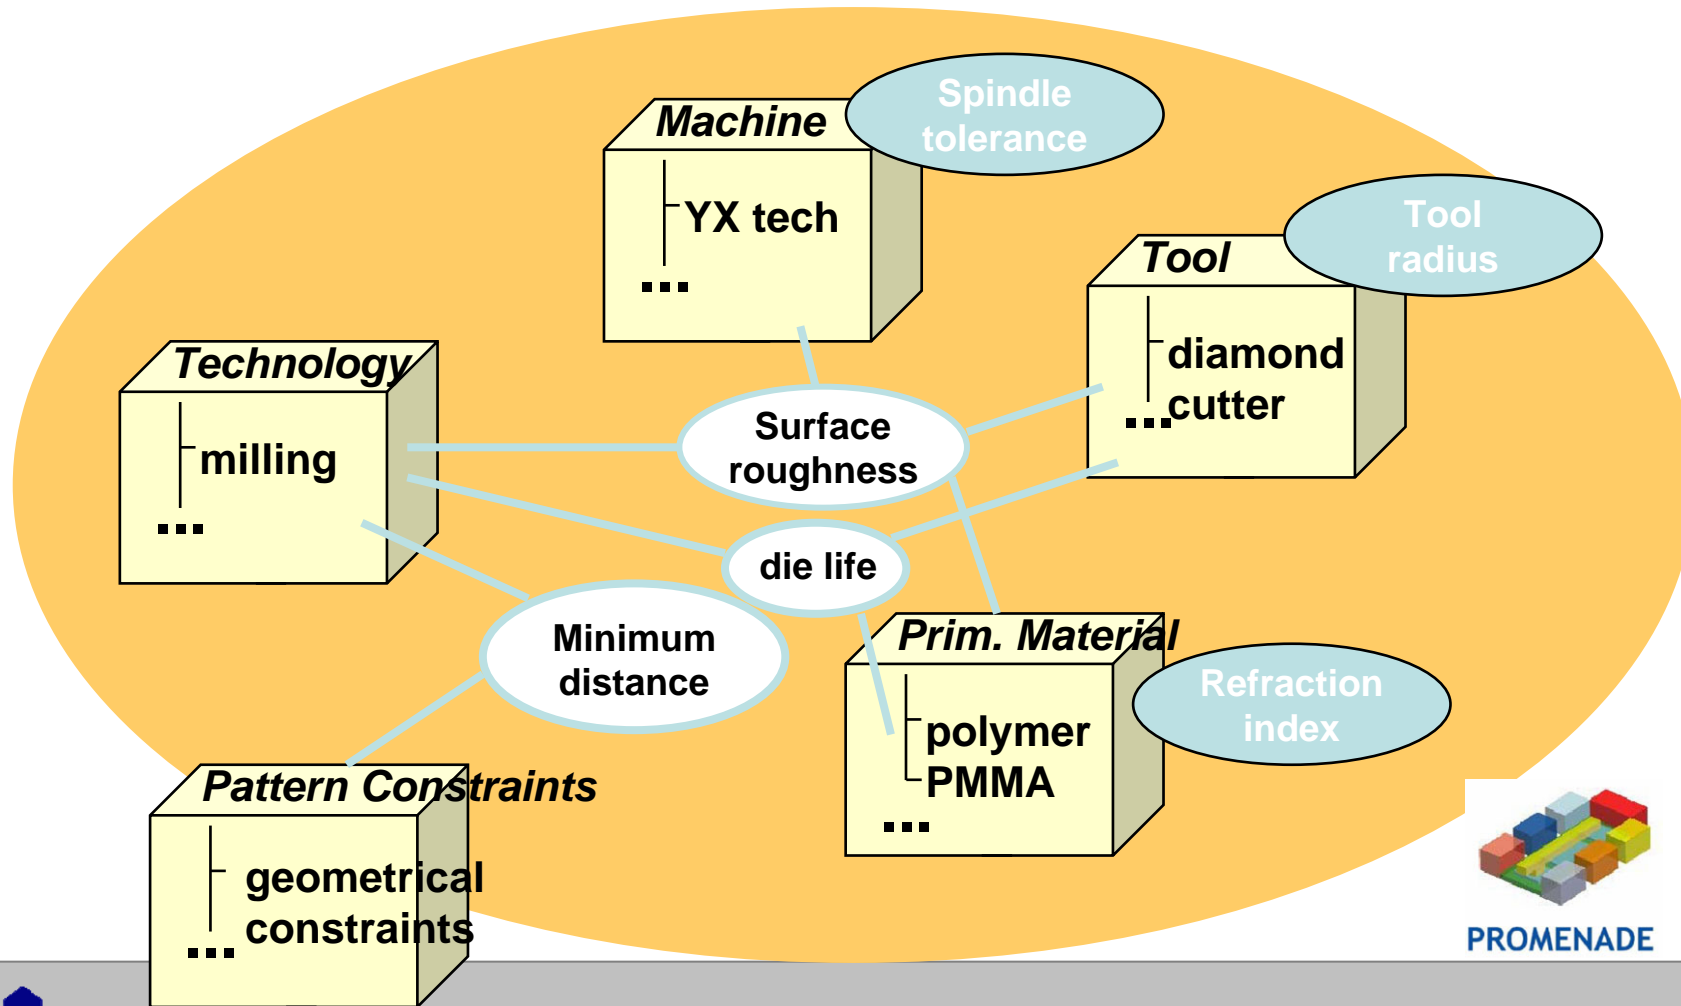 Spindle
tolerance
Machine
YX tech
...
Tool
radius
Tool
diamond
cutter
...
Technology
milling
...
Surface
roughness
die life
Minimum
distance
Prim. Material
polymer
PMMA
...
Refraction
index
Pattern Constraints
geometrical
constraints
...
PROMENADE